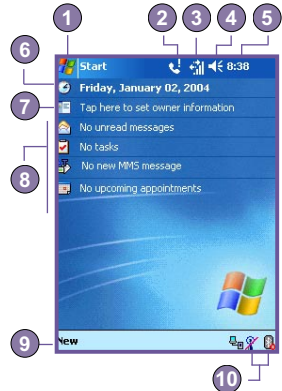 1 2 3 4 5
6 7 8 9 10
Start 8:38
Friday, January 02, 2004
Tap here to set owner information
No unread messages
No tasks
No new MMS message
No upcoming appointments
New